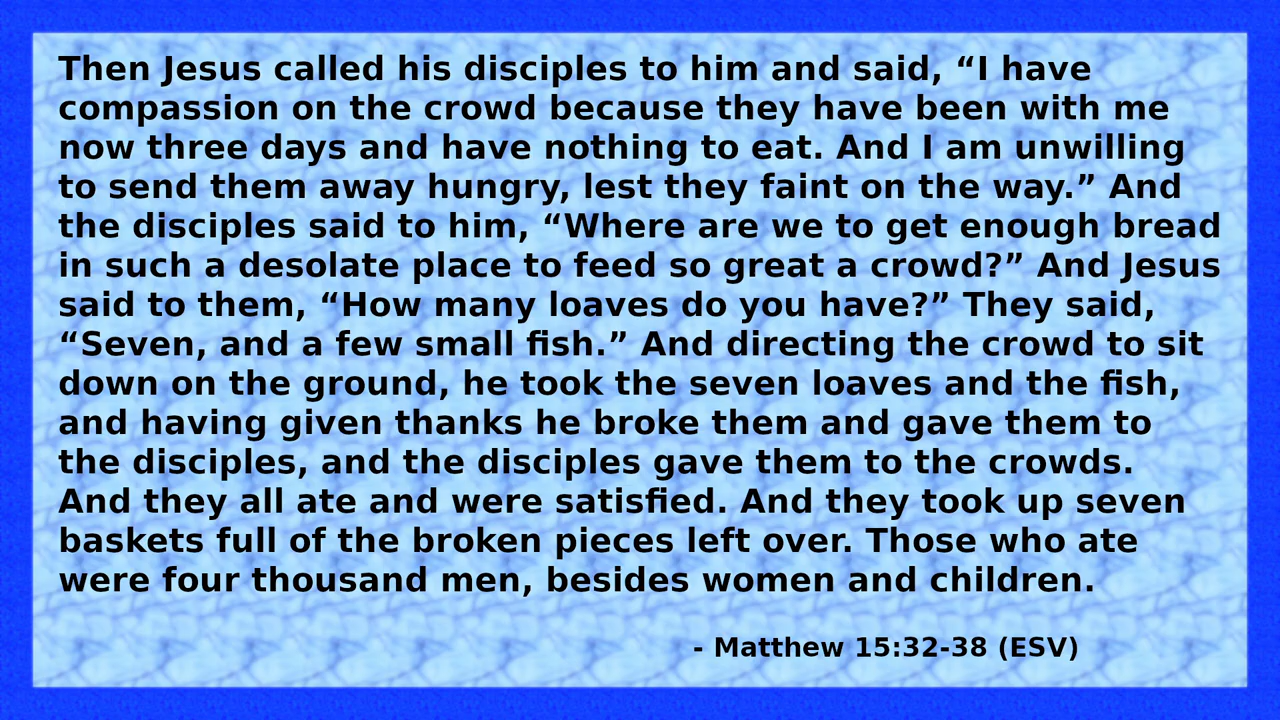 Then Jesus called his disciples to him and said, “I have
compassion on the crowd because they have been with me
now three days and have nothing to eat. And I am unwilling
to send them away hungry, lest they faint on the way.” And
the disciples said to him, “Where are we to get enough bread
in such a desolate place to feed so great a crowd?” And Jesus
said to them, “How many loaves do you have?” They said,
“Seven, and a few small fish.” And directing the crowd to sit
down on the ground, he took the seven loaves and the fish,
and having given thanks he broke them and gave them to
the disciples, and the disciples gave them to the crowds.
And they all ate and were satisfied. And they took up seven
baskets full of the broken pieces left over. Those who ate
were four thousand men, besides women and children.
- Matthew 15:32-38 (ESV)